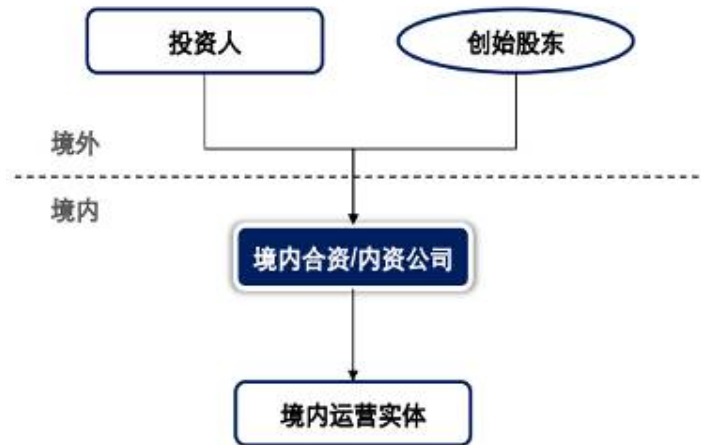 投资人
创始股东
境外
境内
境内合资/内资公司
境内运营实体